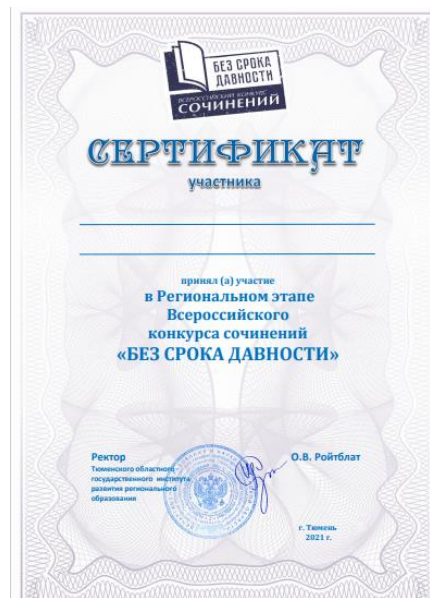 БЕЗ СРОКА
ДАВНОСТИ
ВСЕРОССИЙСКИЙ КОНКУРС
СОЧИНЕНИЙ
СЕРТИФИКАТ
участника
принял (а) участие
в Региональном этапе
Всероссийского
конкурса сочинений
«БЕЗ СРОКА ДАВНОСТИ»
Ректор
О.В. Ройтблат
Тюменского областного
государственного института
развития регионального
образования
г. Тюмень
2021 г.